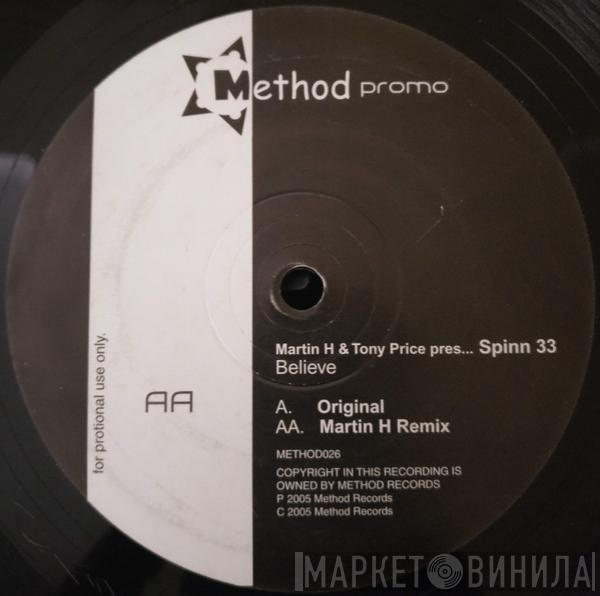 Method promo
for protional use only.
AA
Martin H & Tony Price pres... Spinn 33
Believe
A. Original
AA. Martin H Remix
METHOD026
COPYRIGHT IN THIS RECORDING IS
OWNED BY METHOD RECORDS
P 2005 Method Records
C 2005 Method Records
МАРКЕТ ВИНИЛА